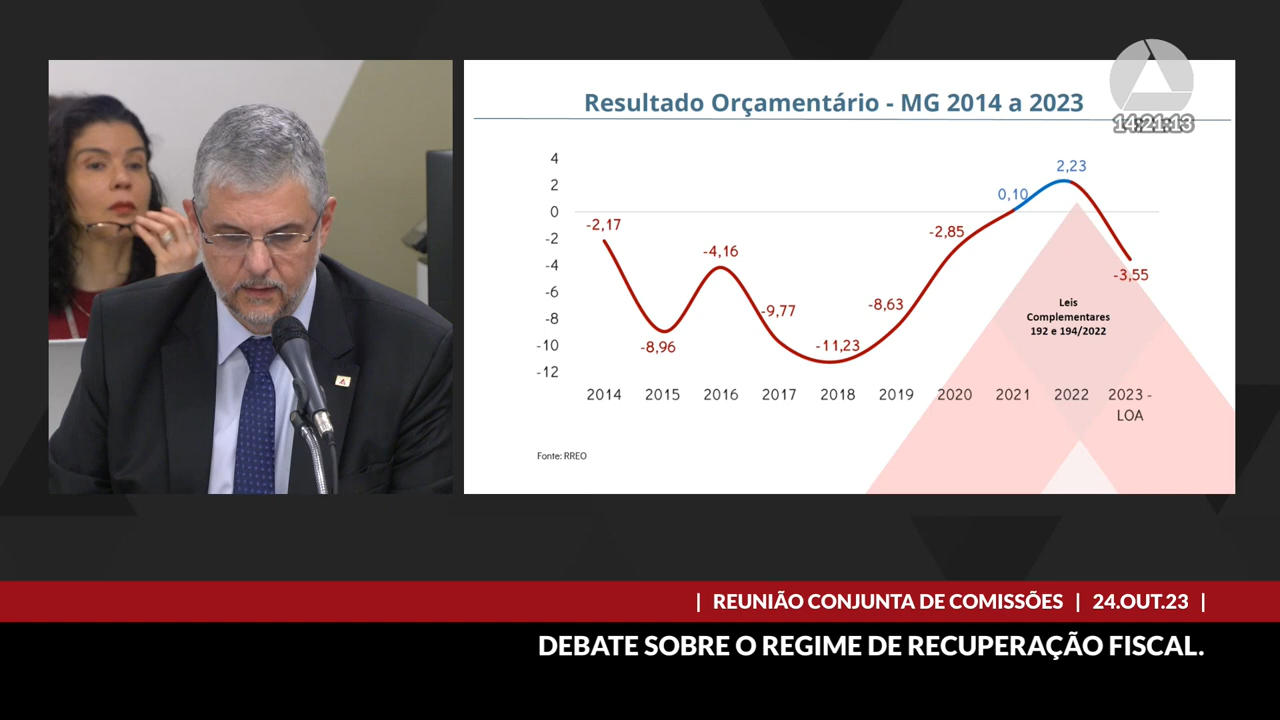 Resultado Orçamentário - MG 2014 a 2023
14:21:13
4
2
0
-2
-4
-6
-8
-10
-12
-2,17
-8,96
-4,16
-9,77
-11,23
-8,63
-2,85
0,10
2,23
-3,55
Leis
Complementares
192 e 194/2022
2014 2015 2016 2017 2018 2019 2020 2021 2022 2023 -
LOA
Fonte: RREO
| REUNIÃO CONJUNTA DE COMISSÕES | 24.OUT.23 |
DEBATE SOBRE O REGIME DE RECUPERAÇÃO FISCAL.